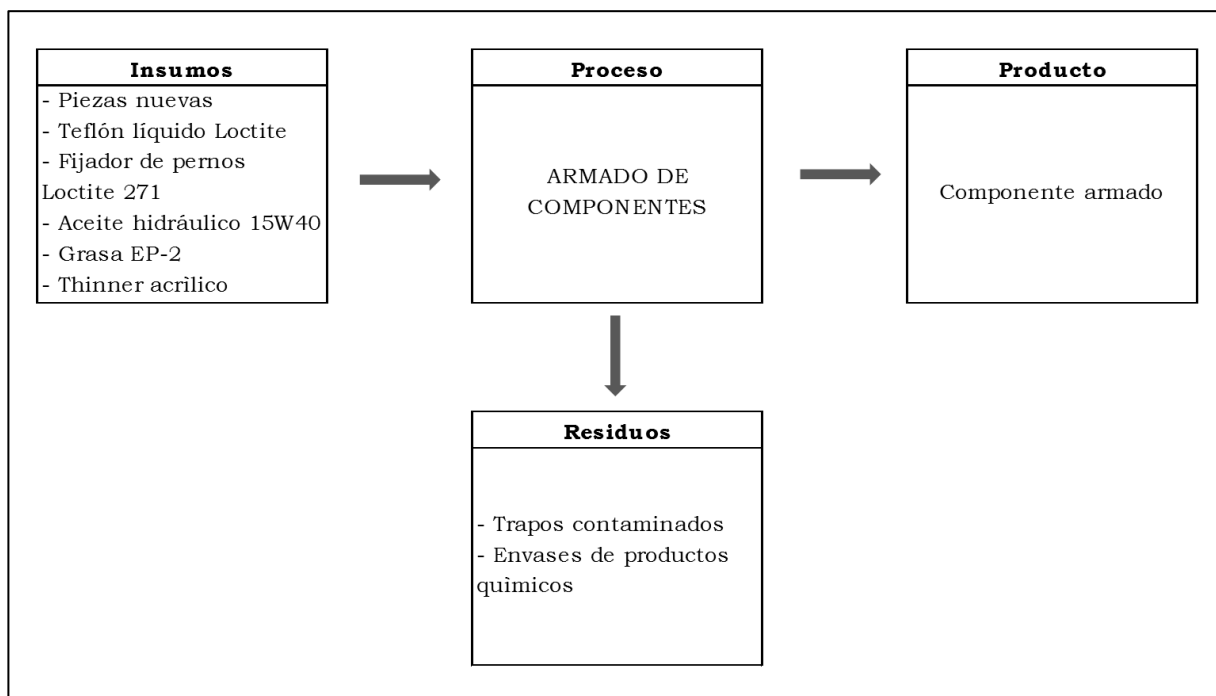 Insumos
- Piezas nuevas
- Teflón líquido Loctite
- Fijador de pernos
Loctite 271
- Aceite hidráulico 15W40
- Grasa EP-2
- Thinner acrìlico
Proceso
ARMADO DE
COMPONENTES
Producto
Componente armado
Residuos
- Trapos contaminados
- Envases de productos
quìmicos